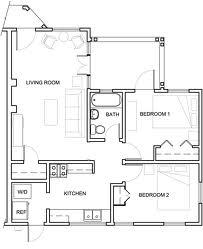 LIVING ROOM
BATH
BEDROOM 1
BEDROOM 2
KITCHEN
W/D
REF